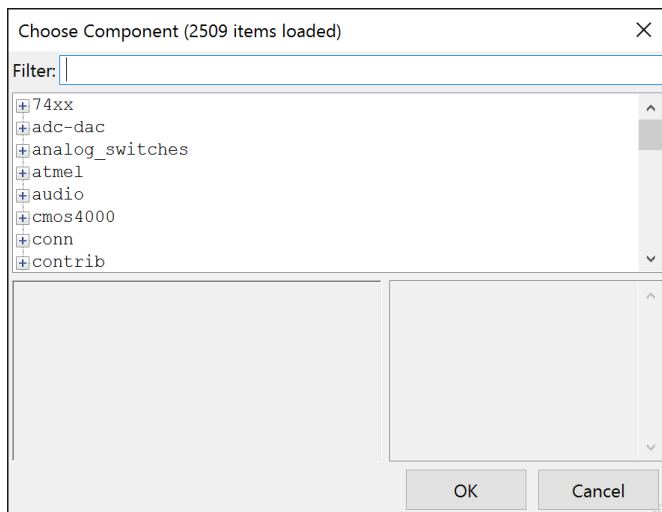 Choose Component (2509 items loaded)
Filter:
74xx
adc-dac
analog_switches
atmel
audio
cmos4000
conn
contrib
OK
Cancel